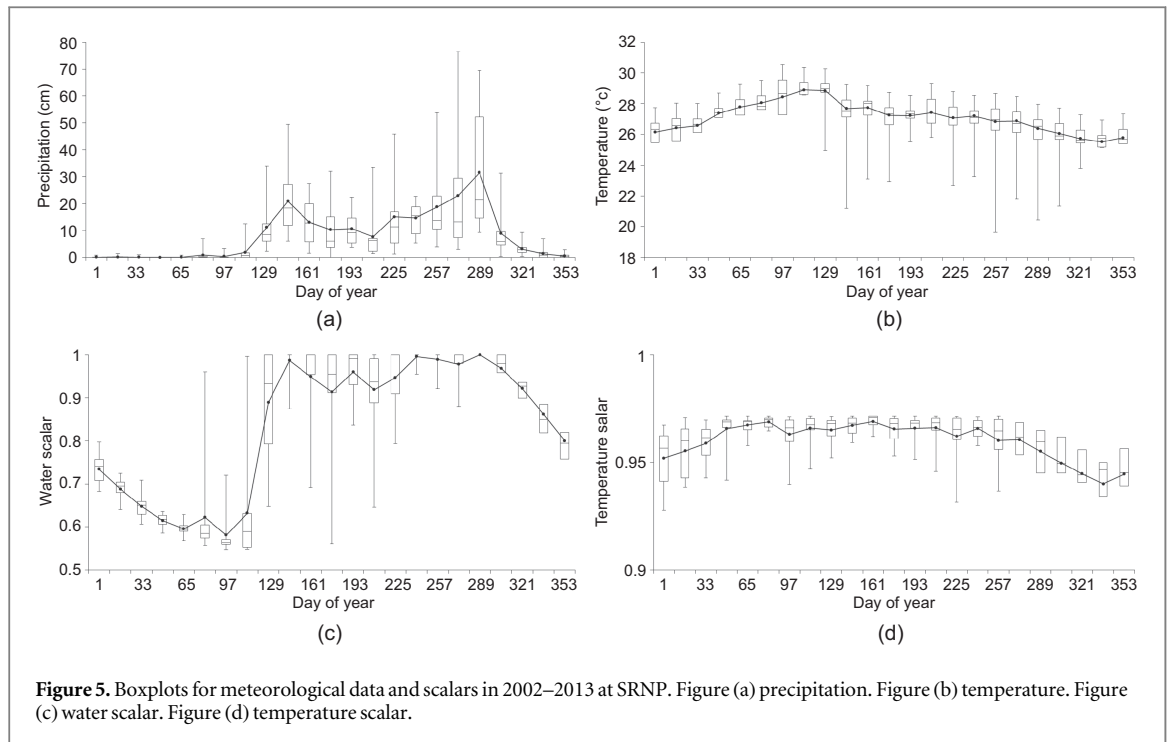 80
70
60
50
40
30
20
10
0
Precipitation (cm)
1 33 65 97 129 161 193 225 257 289 321 353
Day of year
(a)
32
30
28
26
24
22
20
18
Temperature (°c)
1 33 65 97 129 161 193 225 257 289 321 353
Day of year
(b)
1
0.9
0.8
0.7
0.6
0.5
Water scalar
1 33 65 97 129 161 193 225 257 289 321 353
Day of year
(c)
1
0.95
0.9
Temperature salar
1 33 65 97 129 161 193 225 257 289 321 353
Day of year
(d)
Figure 5. Boxplots for meteorological data and scalars in 2002–2013 at SRNP. Figure (a) precipitation. Figure (b) temperature. Figure
(c) water scalar. Figure (d) temperature scalar.